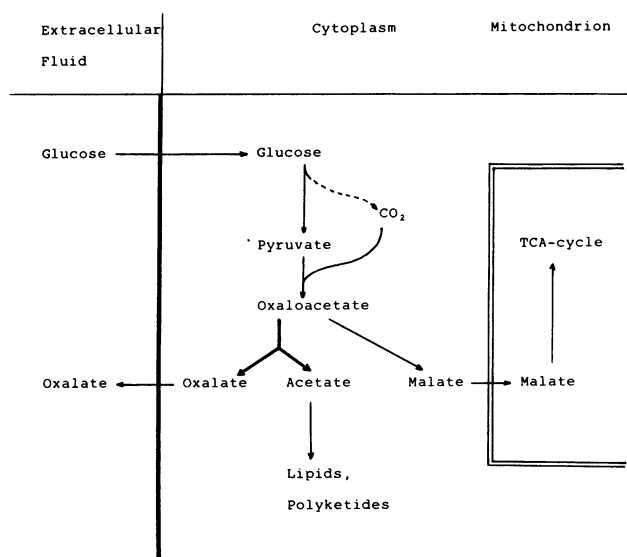 Extracellular Cytoplasm Mitochondrion
Fluid
Glucose Glucose
CO₂
Pyruvate TCA-cycle
Oxaloacetate
Oxalate Oxalate Acetate Malate Malate
Lipids,
Polyketides